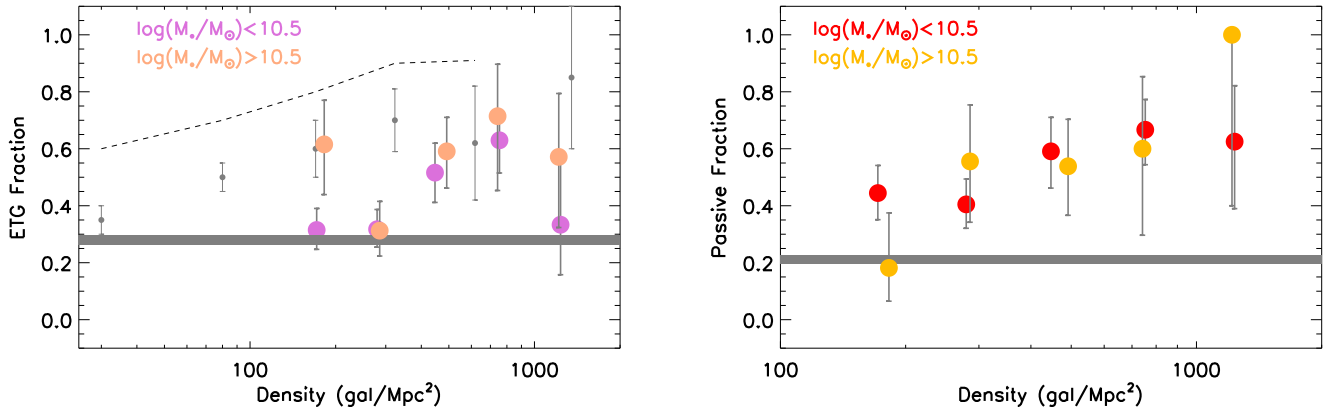 log(M⋆/M⊙)<10.5
log(M⋆/M⊙)>10.5
ETG Fraction
1.0
0.8
0.6
0.4
0.2
0.0
100
1000
Density (gal/Mpc²)
log(M⋆/M⊙)<10.5
log(M⋆/M⊙)>10.5
Passive Fraction
1.0
0.8
0.6
0.4
0.2
0.0
100
1000
Density (gal/Mpc²)